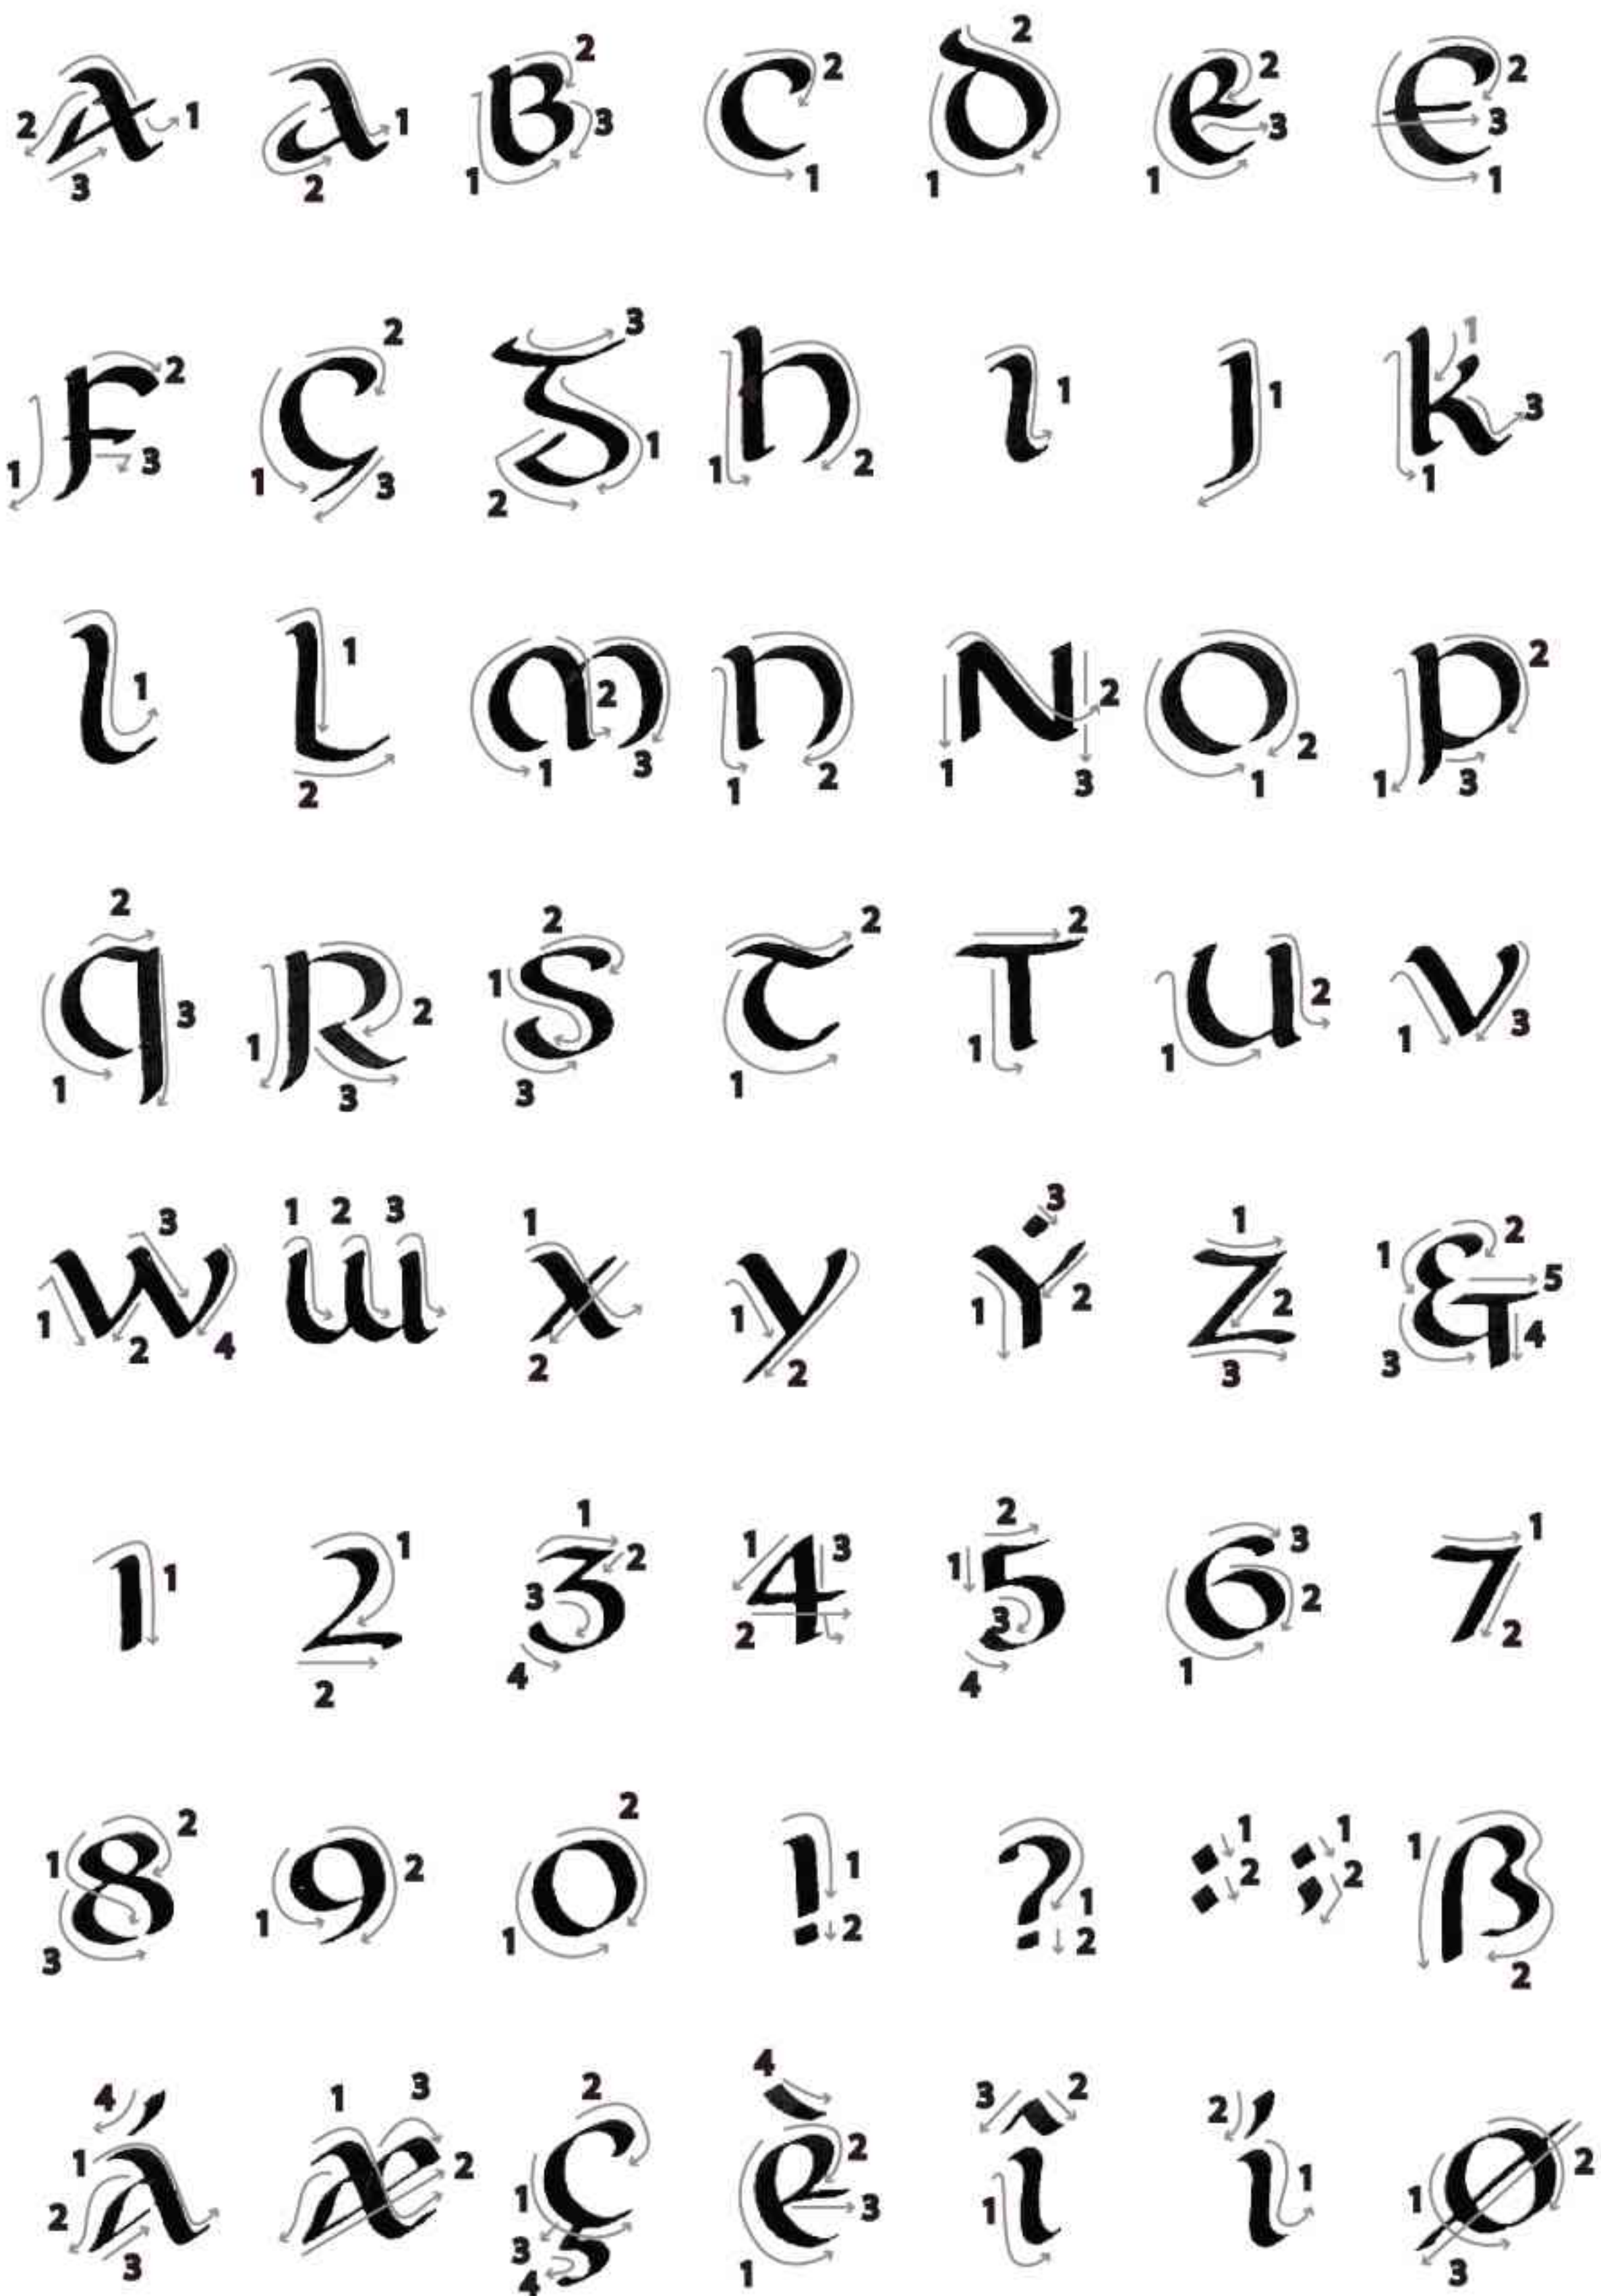 A a B C D e E
F G G h ı J k
l L m n N O p
q R S T T u v
w w x y Ẏ Z &
1 2 3 4 5 6 7
8 9 0 ! ? : ; ß
á æ ç è î í ø